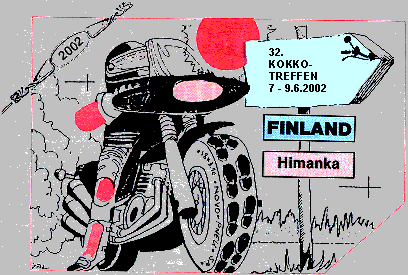 2002
32.
KOKKO-
TREFFEN
7 - 9.6.2002
FINLAND
Himanka